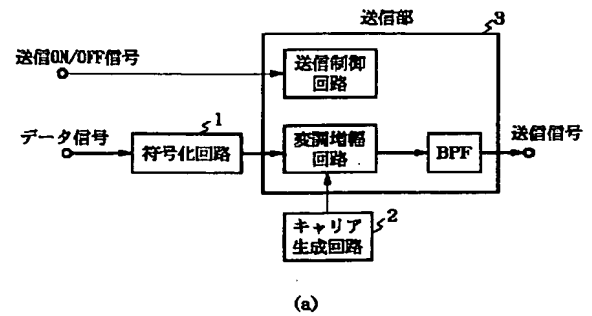 送信部
3
送信ON/OFF信号
送信制御
回路
データ信号
1
符号化回路
変調増幅
回路
BPF
送信信号
キャリア
生成回路
2
(a)